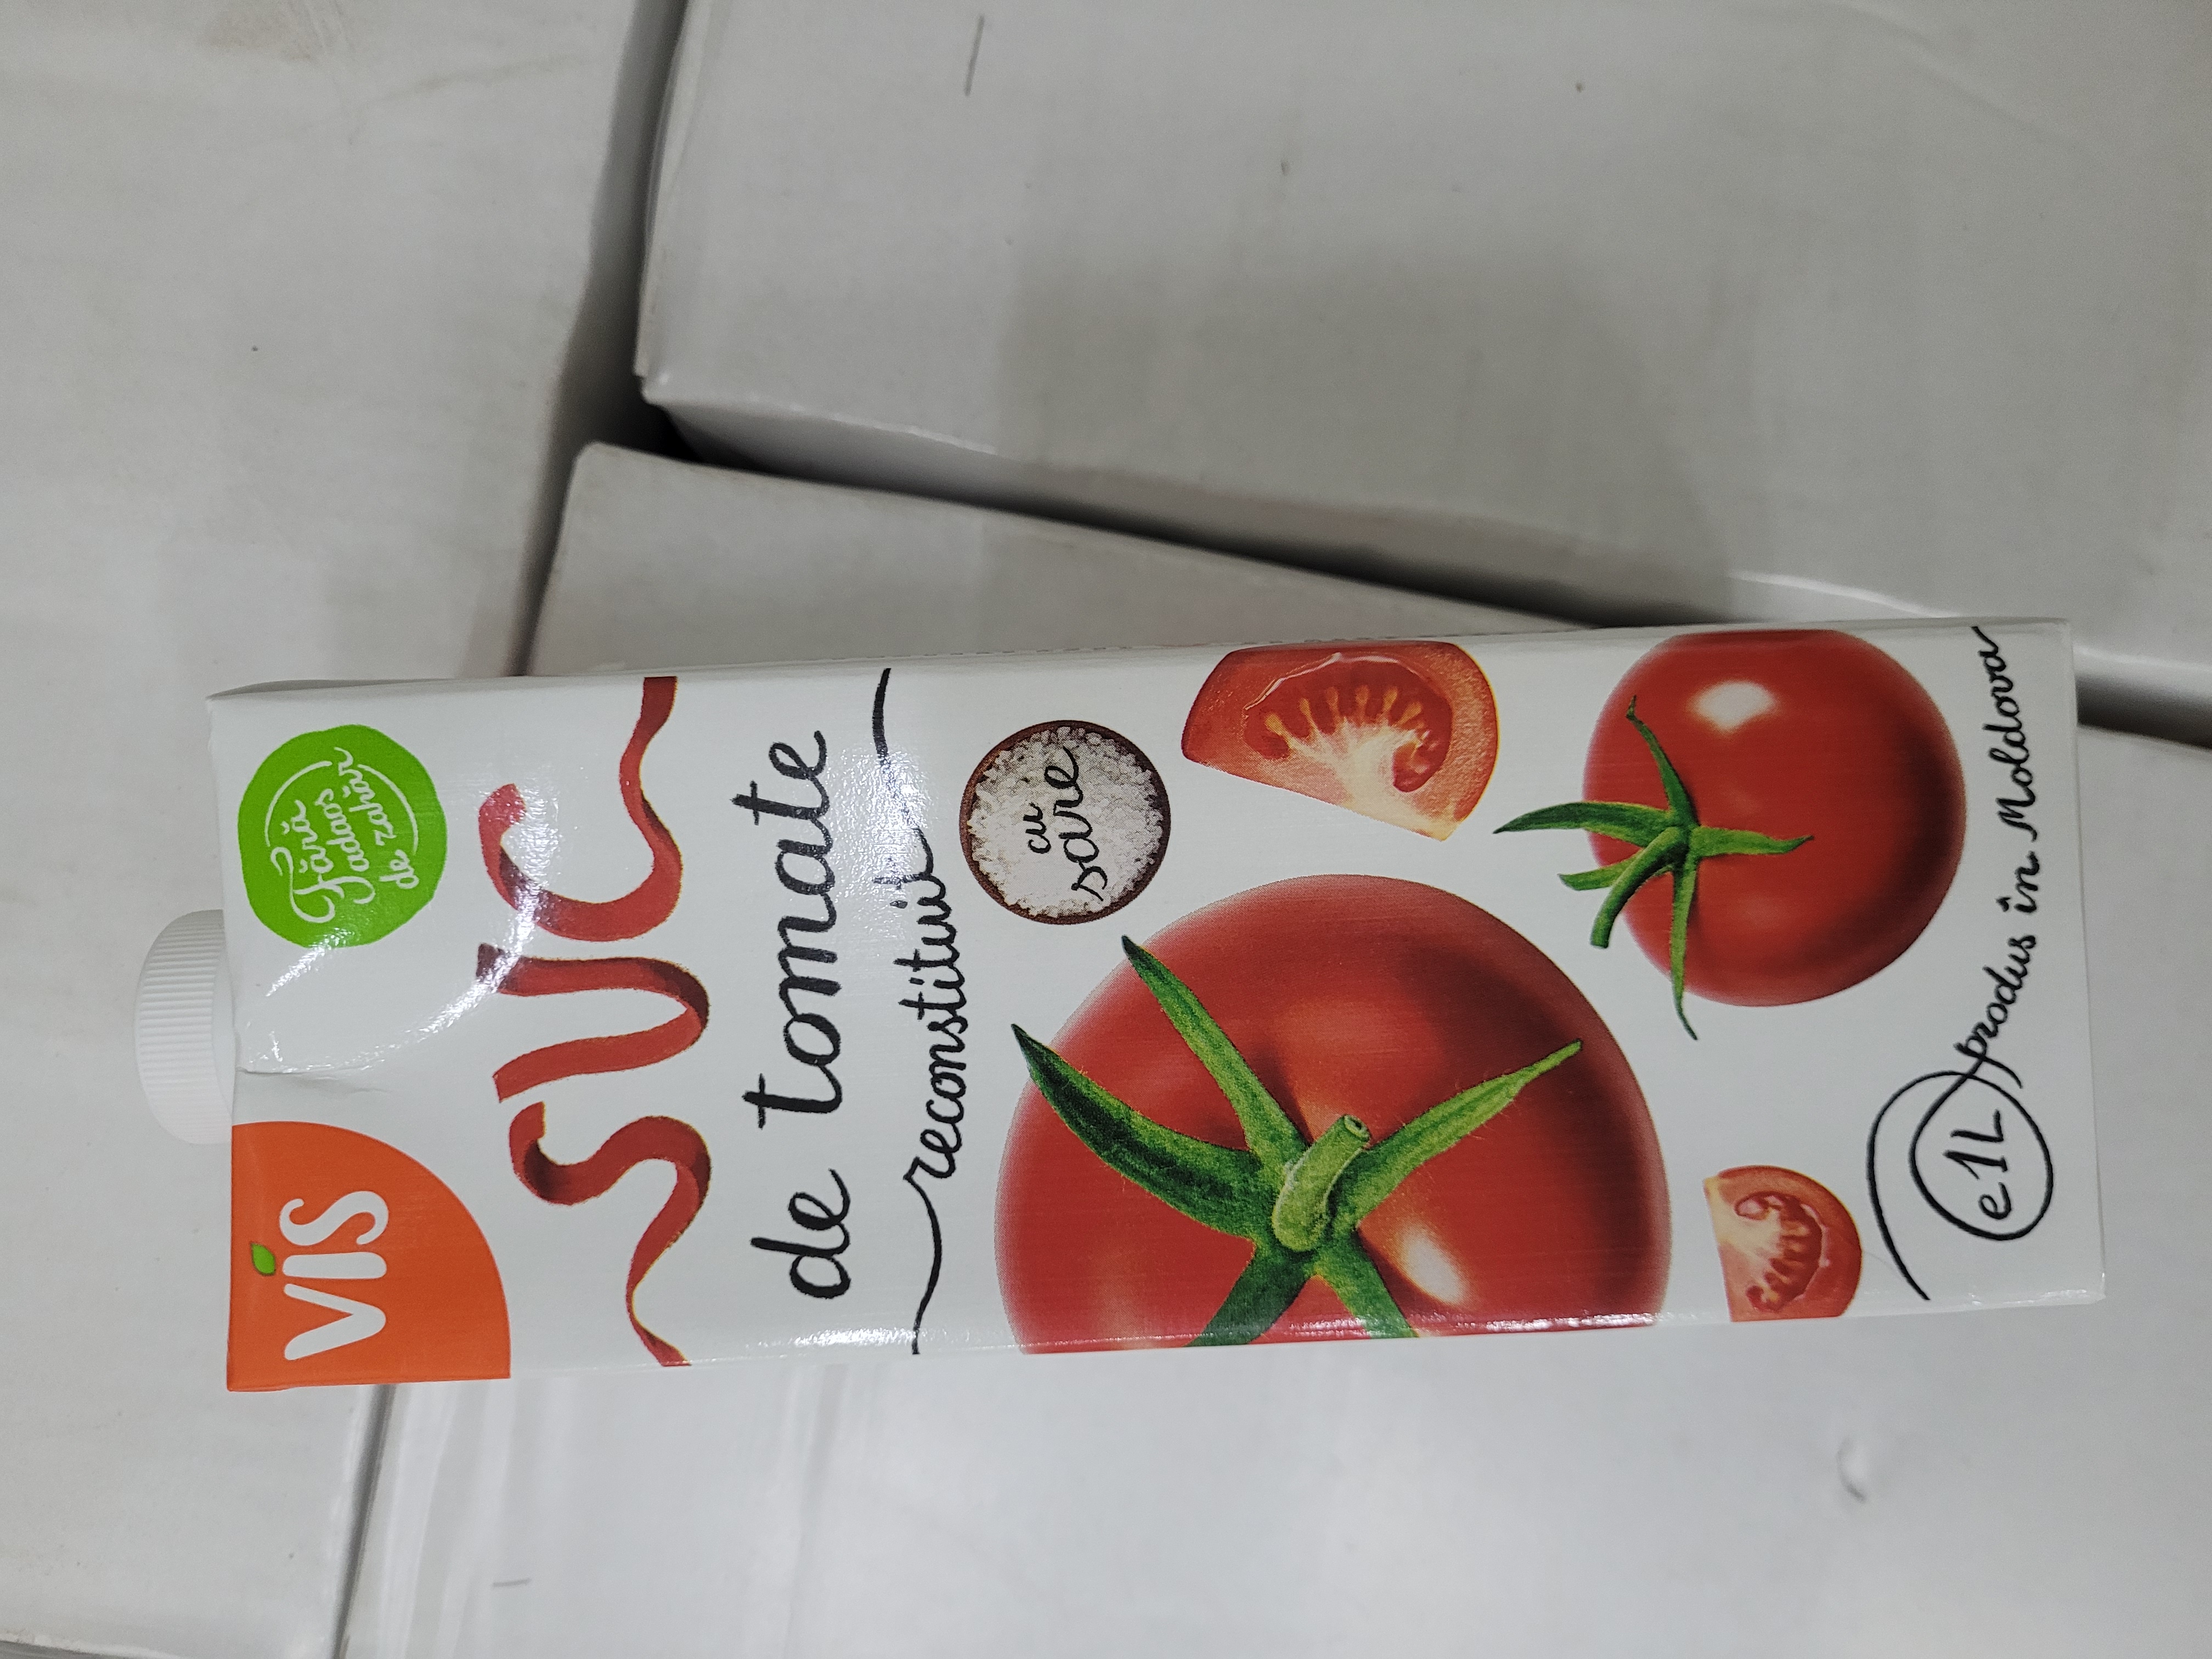 Fără
adaos
de zahăr
vis
suc
de tomate
reconstituit
cu
sare
e1L
produs în Moldova